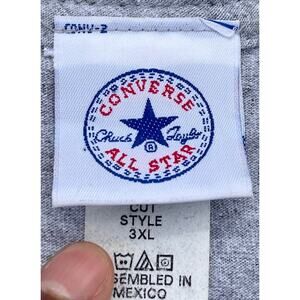 CONV-2
CONVERSE
Chuck Taylor
®
ALL STAR
CUT
STYLE
3XL
SEMBLED IN
MEXICO